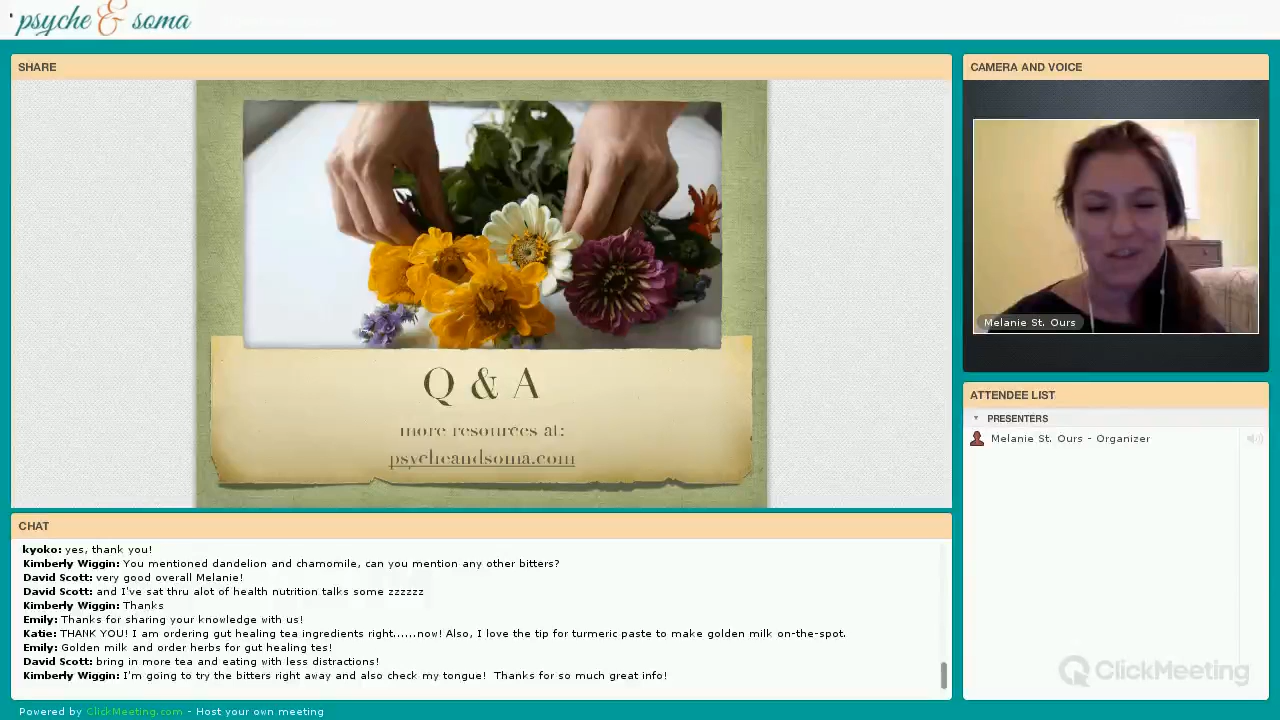 psyche & soma
SHARE
CAMERA AND VOICE
Melanie St. Ours
Q & A
more resources at:
psycheandsoma.com
ATTENDEE LIST
PRESENTERS
Melanie St. Ours - Organizer
CHAT
kyoko: yes, thank you!
Kimberly Wiggin: You mentioned dandelion and chamomile, can you mention any other bitters?
David Scott: very good overall Melanie!
David Scott: and I've sat thru alot of health nutrition talks some zzzzzz
Kimberly Wiggin: Thanks
Emily: Thanks for sharing your knowledge with us!
Katie: THANK YOU! I am ordering gut healing tea ingredients right......now! Also, I love the tip for turmeric paste to make golden milk on-the-spot.
Emily: Golden milk and order herbs for gut healing tes!
David Scott: bring in more tea and eating with less distractions!
Kimberly Wiggin: I'm going to try the bitters right away and also check my tongue!  Thanks for so much great info!
ClickMeeting
Powered by ClickMeeting.com - Host your own meeting